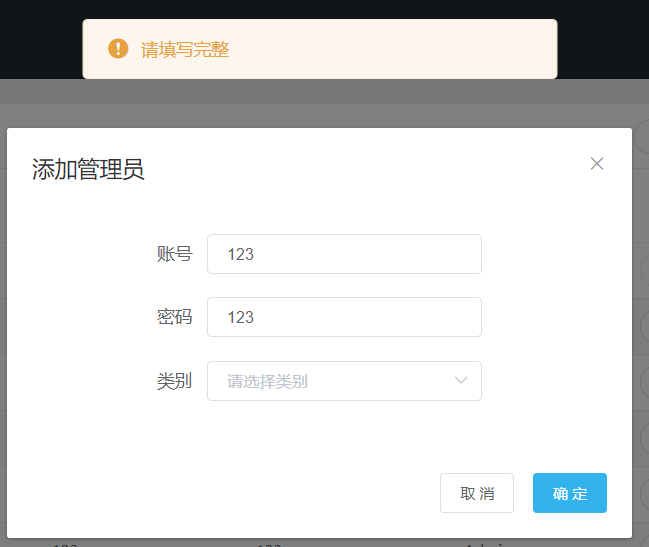 请填写完整
添加管理员
账号 123
密码 123
类别 请选择类别
取 消 确 定